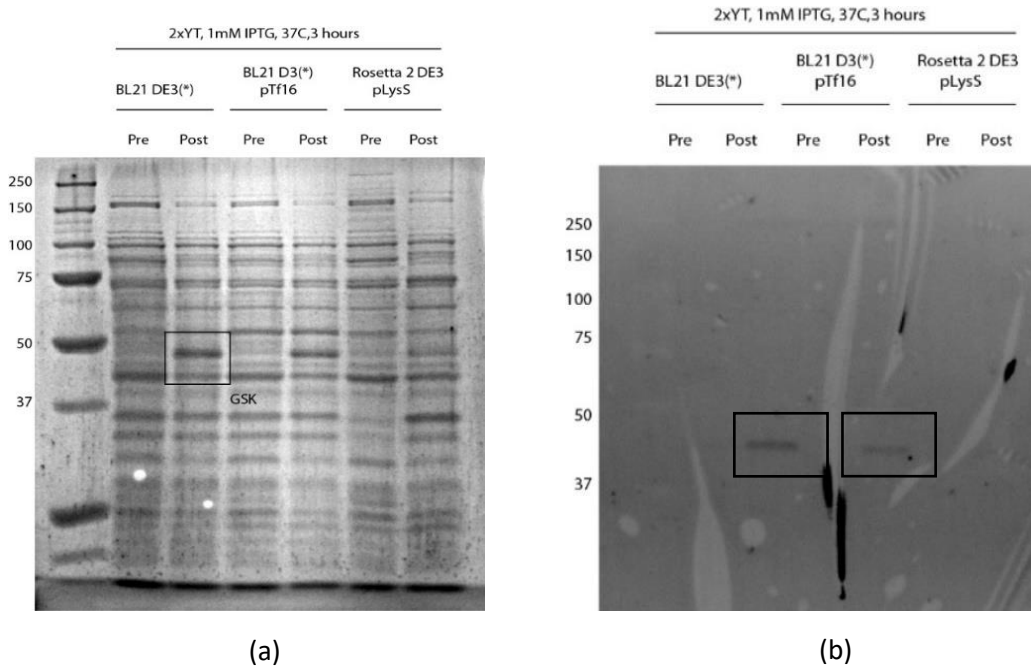 2xYT, 1mM IPTG, 37C,3 hours
BL21 DE3(*)
BL21 D3(*)
pTf16
Rosetta 2 DE3
pLysS
Pre Post Pre Post Pre Post
250
150
100
75
50
37
GSK
(a)
2xYT, 1mM IPTG, 37C, 3 hours
BL21 DE3(*)
BL21 D3(*)
pTf16
Rosetta 2 DE3
pLysS
Pre Post Pre Post Pre Post
250
150
100
75
50
37
(b)